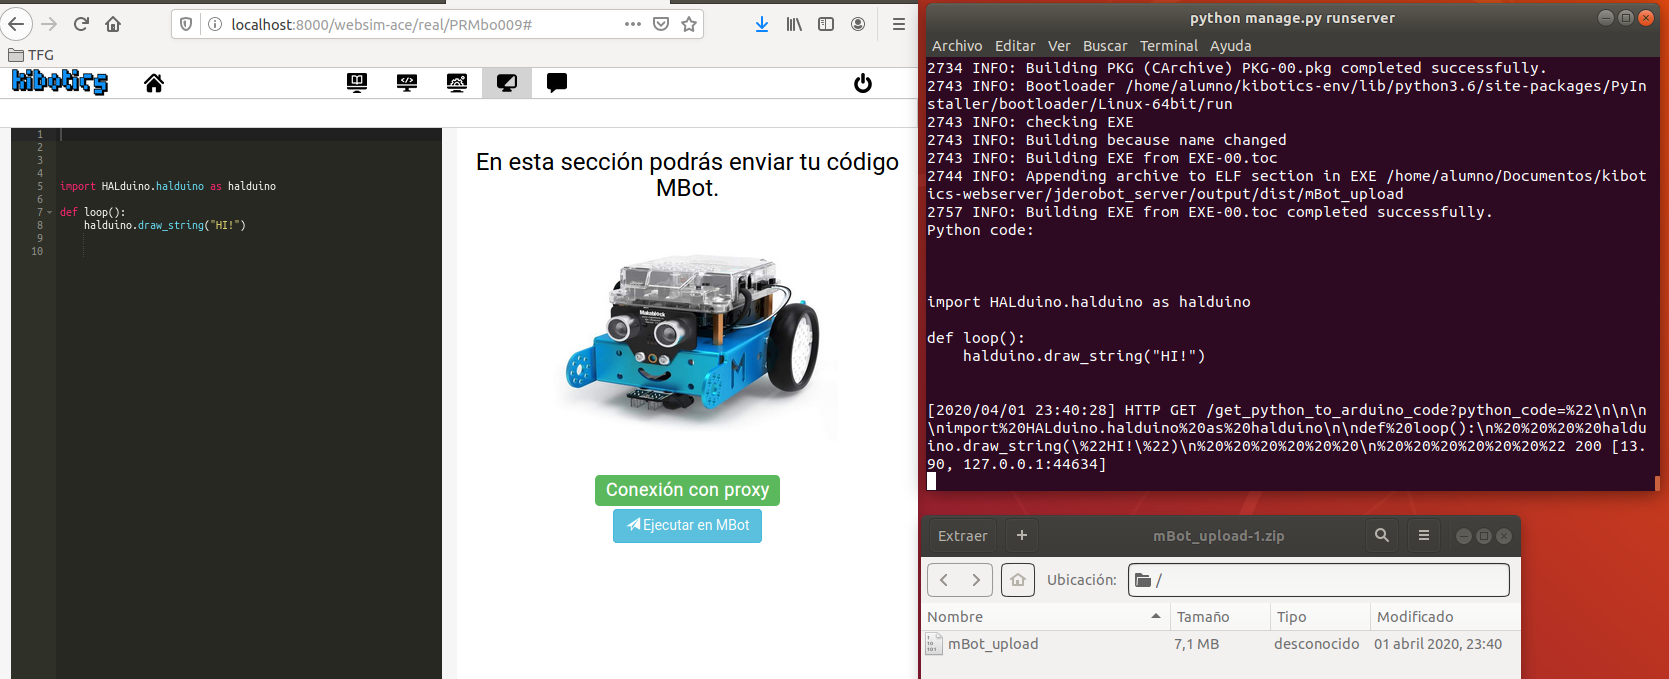 localhost:8000/websim-ace/real/PRMbo009#
TFG
kibotics
1
2
3
4
5 import HALduino.halduino as halduino
6
7 def loop():
8 halduino.draw_string("HI!")
9
10
En esta sección podrás enviar tu código
MBot.
Makeblock
M
Conexión con proxy
Ejecutar en MBot
python manage.py runserver
Archivo Editar Ver Buscar Terminal Ayuda
2734 INFO: Building PKG (CArchive) PKG-00.pkg completed successfully.
2743 INFO: Bootloader /home/alumno/kibotics-env/lib/python3.6/site-packages/PyIn
staller/bootloader/Linux-64bit/run
2743 INFO: checking EXE
2743 INFO: Building because name changed
2743 INFO: Building EXE from EXE-00.toc
2744 INFO: Appending archive to ELF section in EXE /home/alumno/Documentos/kibot
ics-webserver/jderobot_server/output/dist/mBot_upload
2757 INFO: Building EXE from EXE-00.toc completed successfully.
Python code:
import HALduino.halduino as halduino
def loop():
halduino.draw_string("HI!")
[2020/04/01 23:40:28] HTTP GET /get_python_to_arduino_code?python_code=%22\n\n\n
\nimport%20HALduino.halduino%20as%20halduino\n\ndef%20loop():\n%20%20%20%20haldu
ino.draw_string(\%22HI!\%22)\n%20%20%20%20%20%20\n%20%20%20%20%20%20%22 200 [13.
90, 127.0.0.1:44634]
Extraer
mBot_upload-1.zip
Ubicación: /
Nombre Tamaño Tipo Modificado
mBot_upload 7,1 MB desconocido 01 abril 2020, 23:40